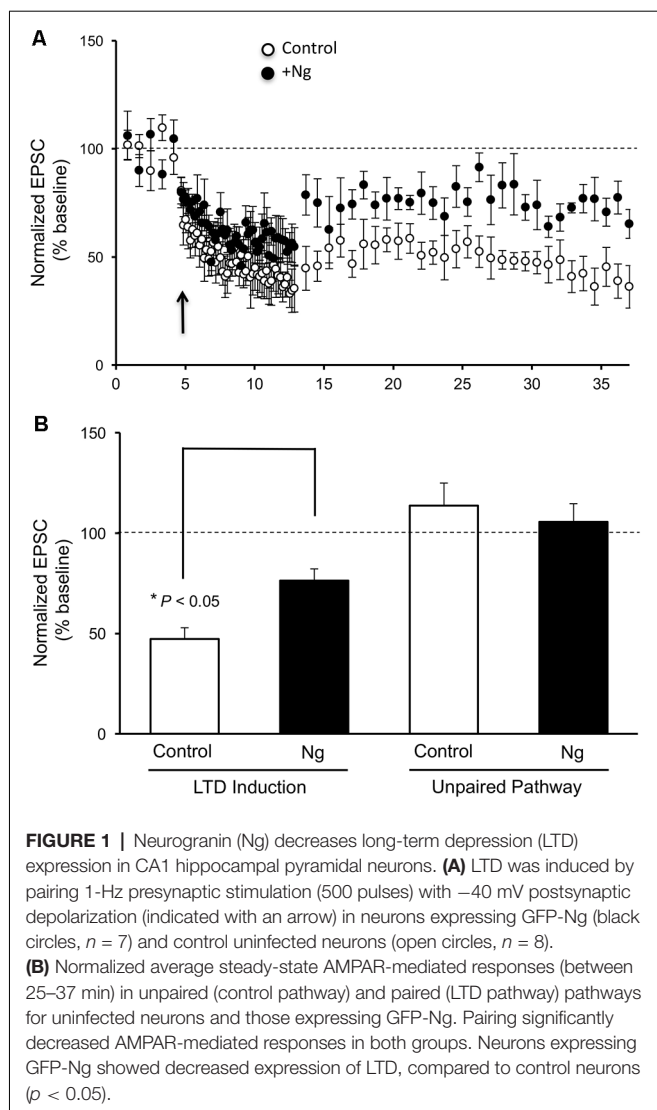 A
150
100
50
0
Normalized EPSC
(% baseline)
Control
+Ng
0 5 10 15 20 25 30 35
B
150
100
50
0
Normalized EPSC
(% baseline)
* P < 0.05
Control Ng Control Ng
LTD Induction Unpaired Pathway
FIGURE 1 | Neurogranin (Ng) decreases long-term depression (LTD)
expression in CA1 hippocampal pyramidal neurons. (A) LTD was induced by
pairing 1-Hz presynaptic stimulation (500 pulses) with −40 mV postsynaptic
depolarization (indicated with an arrow) in neurons expressing GFP-Ng (black
circles, n = 7) and control uninfected neurons (open circles, n = 8).
(B) Normalized average steady-state AMPAR-mediated responses (between
25–37 min) in unpaired (control pathway) and paired (LTD pathway) pathways
for uninfected neurons and those expressing GFP-Ng. Pairing significantly
decreased AMPAR-mediated responses in both groups. Neurons expressing
GFP-Ng showed decreased expression of LTD, compared to control neurons
(p < 0.05).